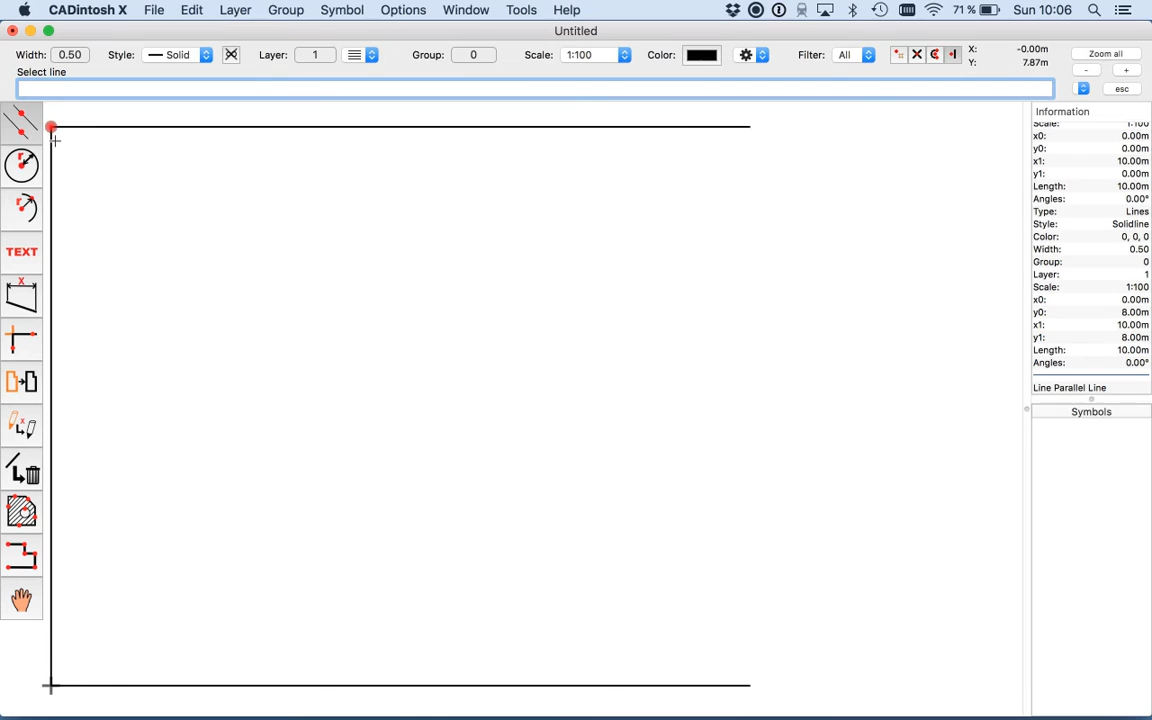 CADintosh X File Edit Layer Group Symbol Options Window Tools Help 71 % Sun 10:06
Untitled
Width: 0.50 Style: Solid Layer: 1 Group: 0 Scale: 1:100 Color: Filter: All X: -0.00m Zoom all
Y: 7.87m
Select line - +
esc
Information
Scale: 1:100
x0: 0.00m
y0: 0.00m
x1: 10.00m
y1: 0.00m
Length: 10.00m
Angles: 0.00°
Type: Lines
Style: Solidline
Color: 0, 0, 0
Width: 0.50
Group: 0
Layer: 1
Scale: 1:100
x0: 0.00m
y0: 8.00m
x1: 10.00m
y1: 8.00m
Length: 10.00m
Angles: 0.00°
Line Parallel Line
Symbols
r
r
TEXT
X
x